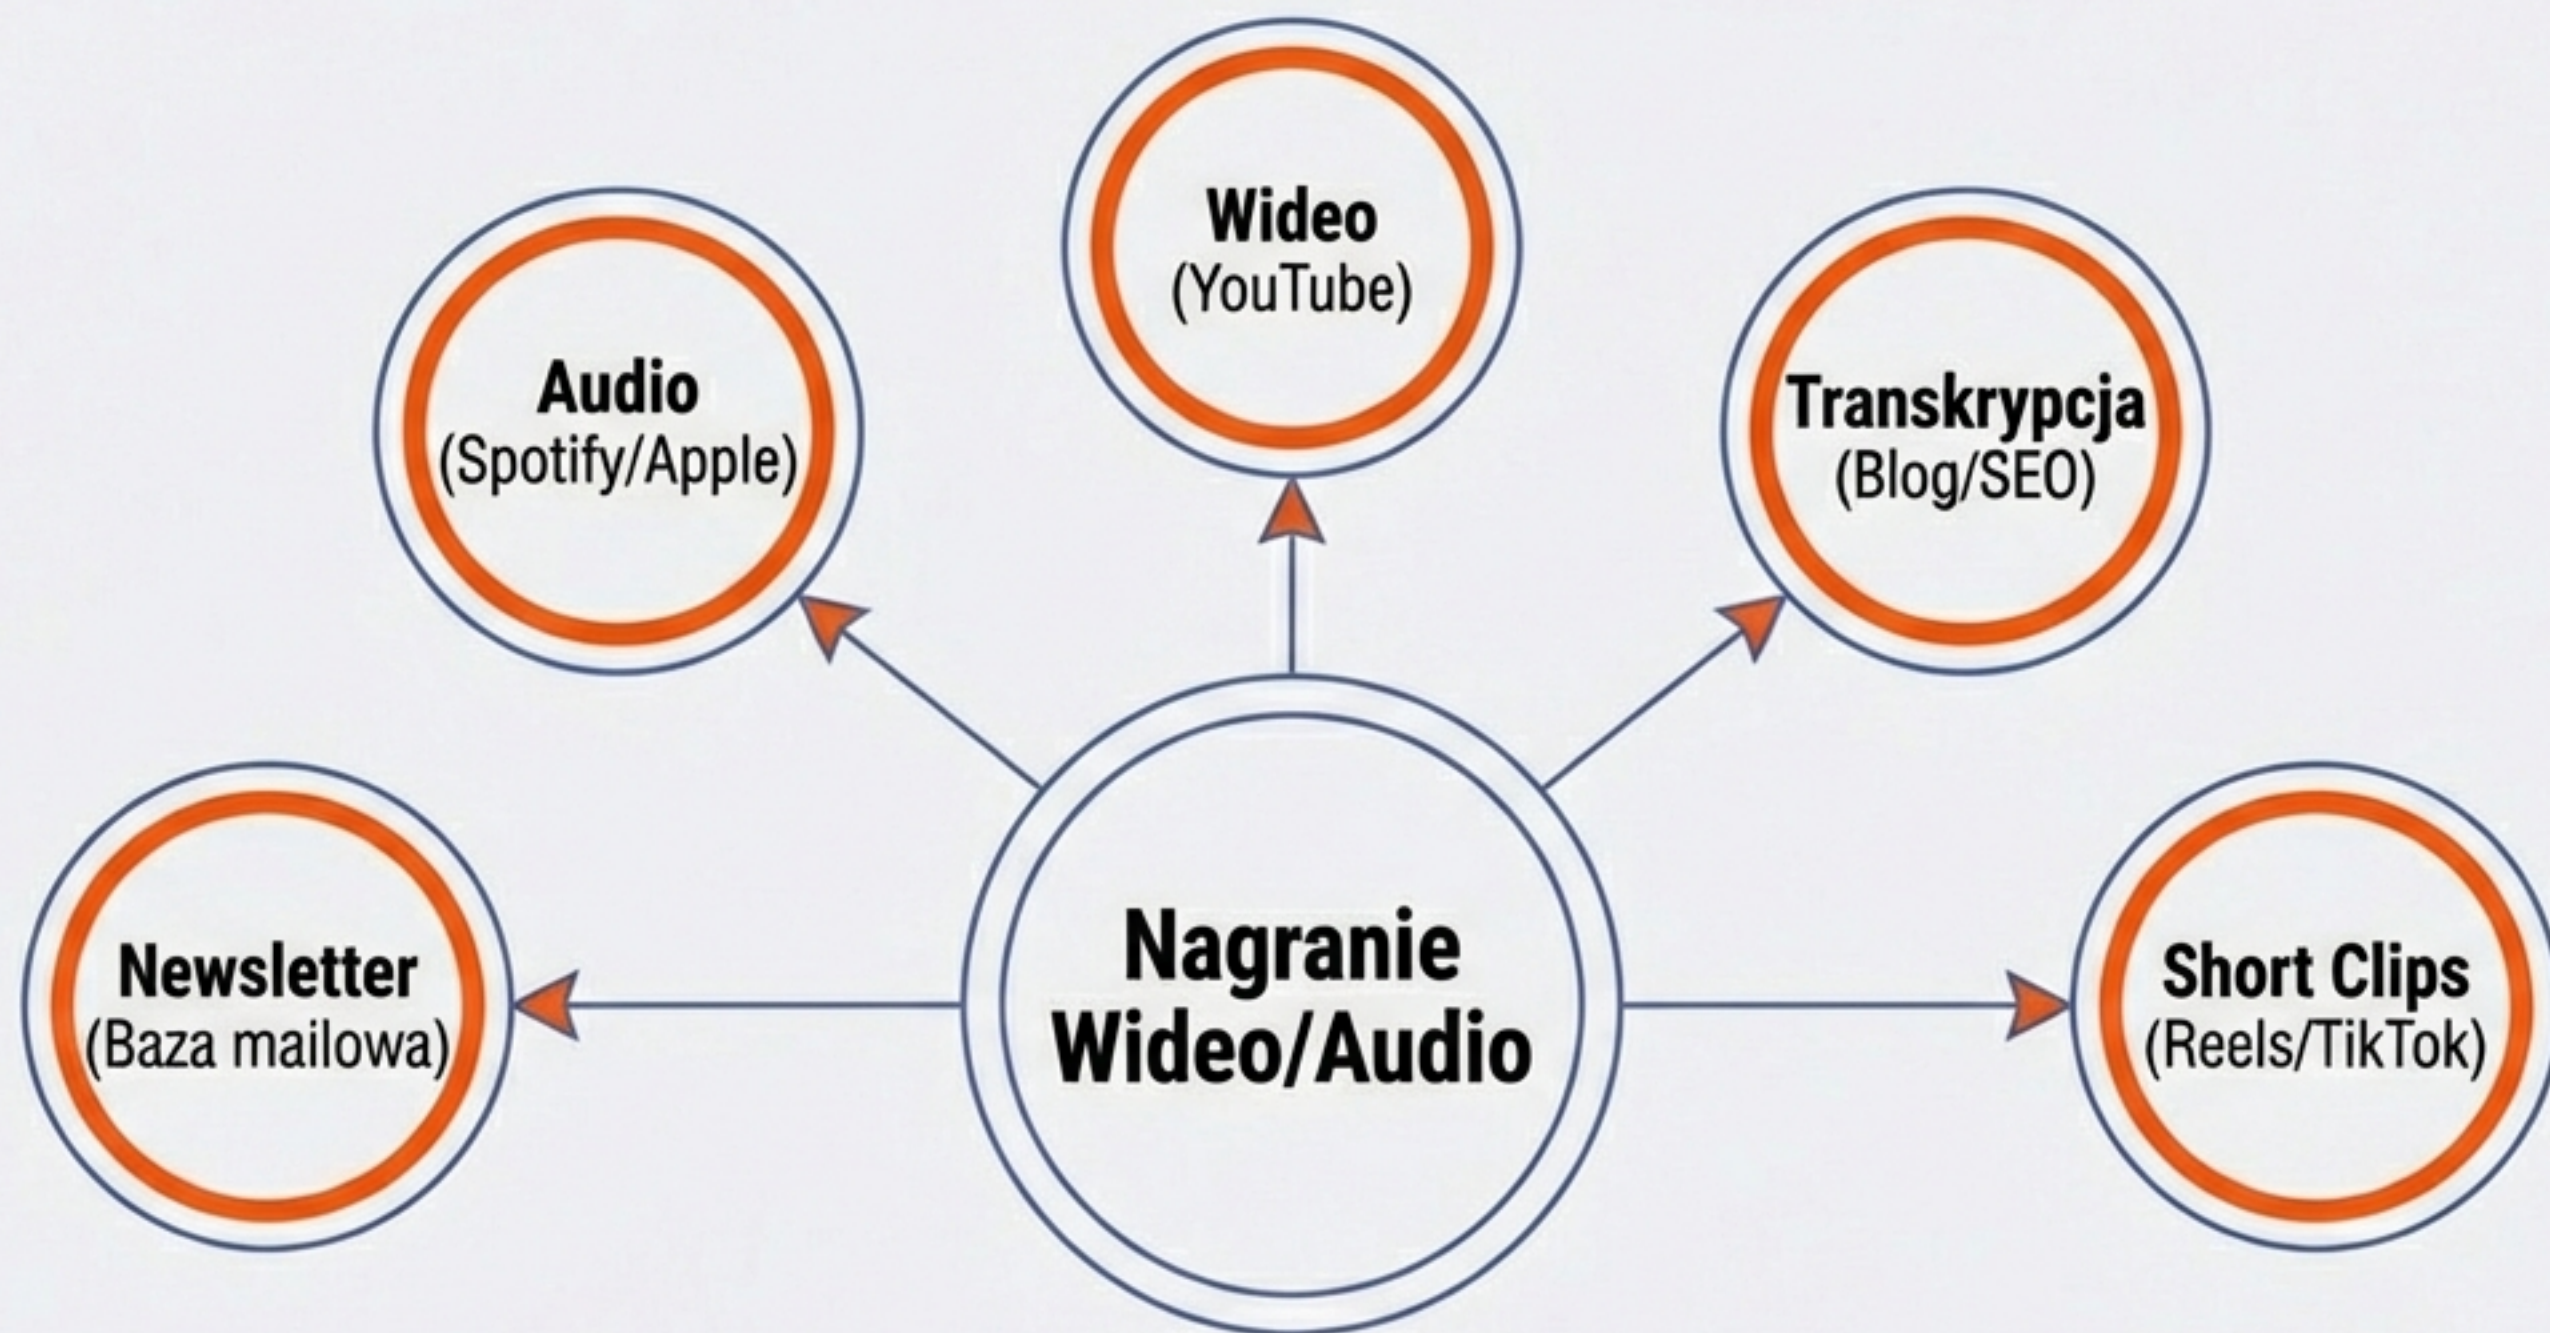 Wideo
(YouTube)
Audio
(Spotify/Apple)
Transkrypcja
(Blog/SEO)
Newsletter
(Baza mailowa)
Nagranie
Wideo/Audio
Short Clips
(Reels/TikTok)